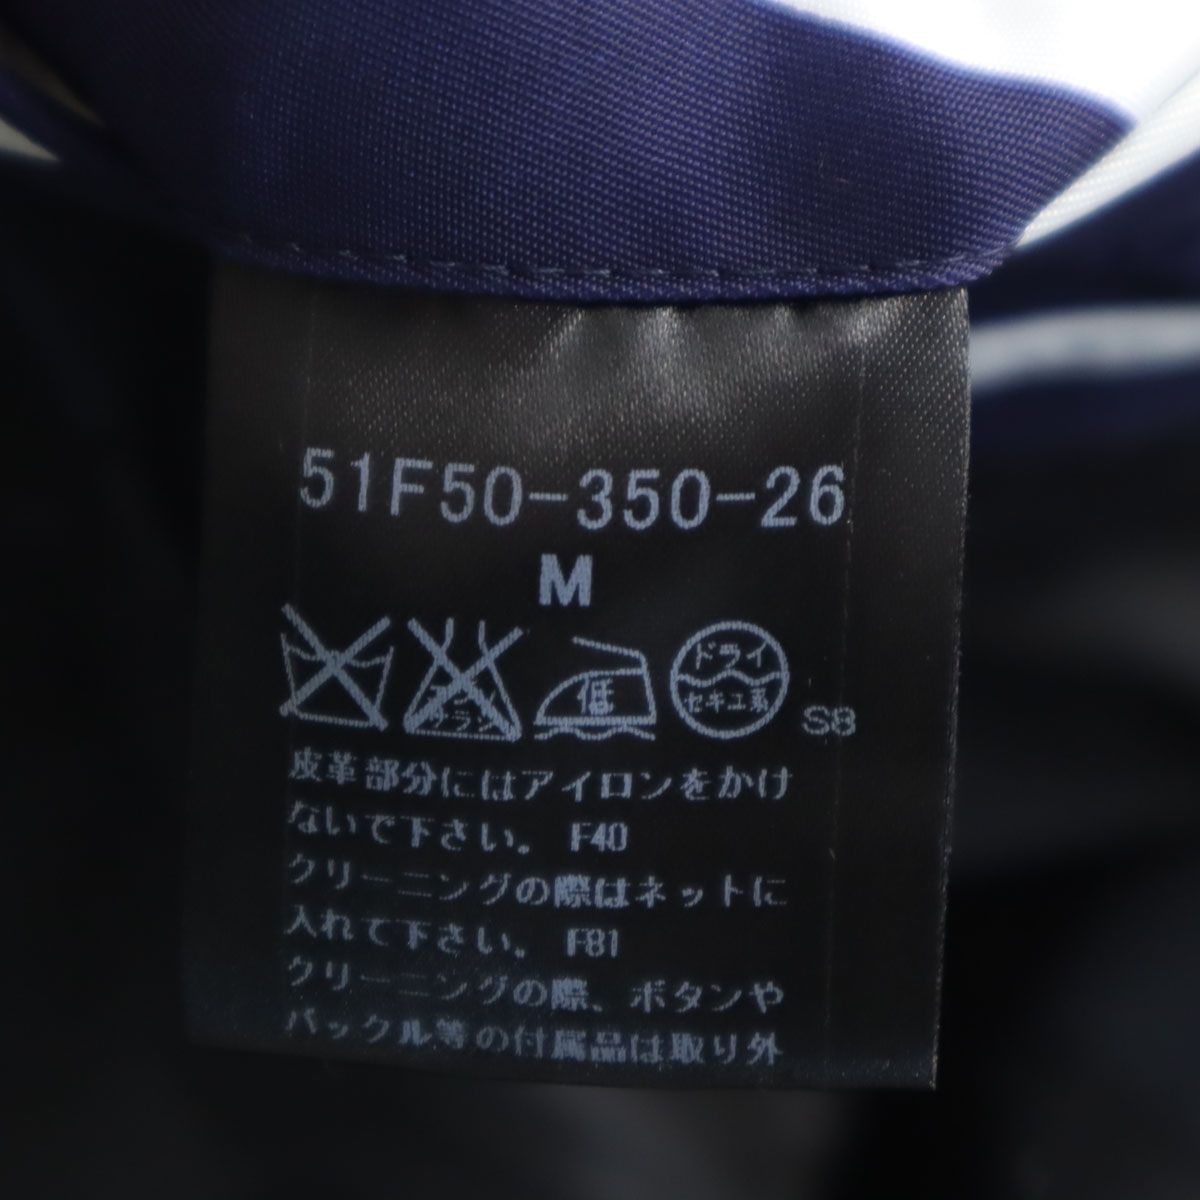 51F50-350-26
M
エンソ
サラシ
低
ドライ
セキユ系
S8
皮革部分にはアイロンをかけ
ないで下さい。 F40
クリーニングの際はネットに
入れて下さい。 F81
クリーニングの際、ボタンや
バックル等の付属品は取り外